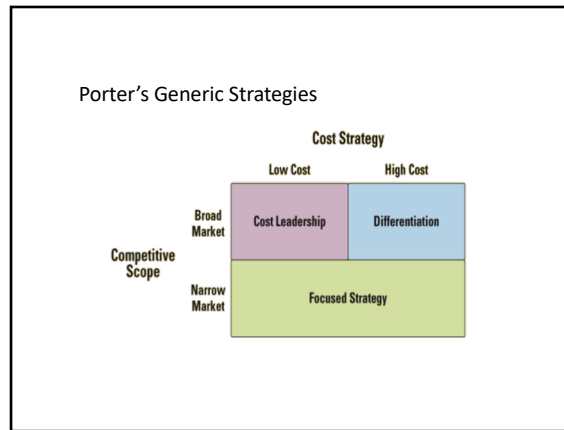 Porter’s Generic Strategies
Cost Strategy
Low Cost High Cost
Broad
Market
Cost Leadership Differentiation
Competitive
Scope
Narrow
Market
Focused Strategy